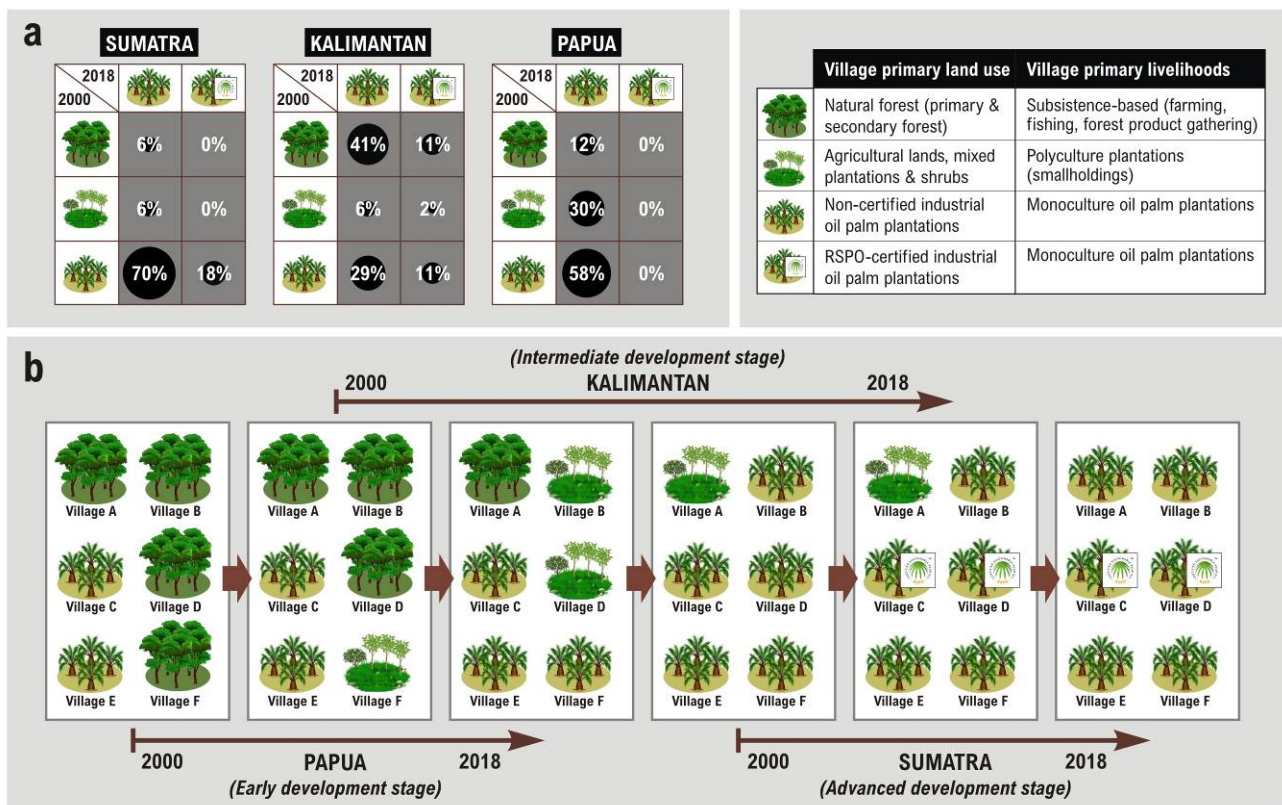 a
SUMATRA
2018
2000
6%
0%
6%
0%
70%
18%
KALIMANTAN
2018
2000
41%
11%
6%
2%
29%
11%
PAPUA
2018
2000
12%
0%
30%
0%
58%
0%
Village primary land use
Village primary livelihoods
Natural forest (primary &
secondary forest)
Subsistence-based (farming,
fishing, forest product gathering)
Agricultural lands, mixed
plantations & shrubs
Polyculture plantations
(smallholdings)
Non-certified industrial
oil palm plantations
Monoculture oil palm plantations
RSPO-certified industrial
oil palm plantations
Monoculture oil palm plantations
b
(Intermediate development stage)
2000
KALIMANTAN
2018
Village A
Village B
Village C
Village D
Village E
Village F
Village A
Village B
Village C
Village D
Village E
Village F
Village A
Village B
Village C
Village D
Village E
Village F
Village A
Village B
Village C
Village D
Village E
Village F
Village A
Village B
Village C
Village D
Village E
Village F
Village A
Village B
Village C
Village D
Village E
Village F
2000
PAPUA
2018
(Early development stage)
2000
SUMATRA
2018
(Advanced development stage)